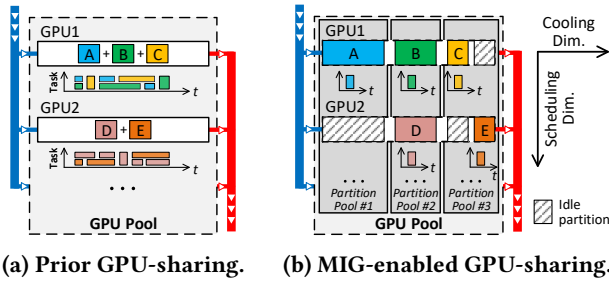 GPU1
A + B + C
Task
t
GPU2
D + E
Task
t
. . .
GPU Pool
(a) Prior GPU-sharing.
GPU1
A B C
t t t
GPU2
D E
t t
... ... ...
Partition Pool #1
Partition Pool #2
Partition Pool #3
GPU Pool
Cooling Dim.
Scheduling Dim.
Idle partition
(b) MIG-enabled GPU-sharing.